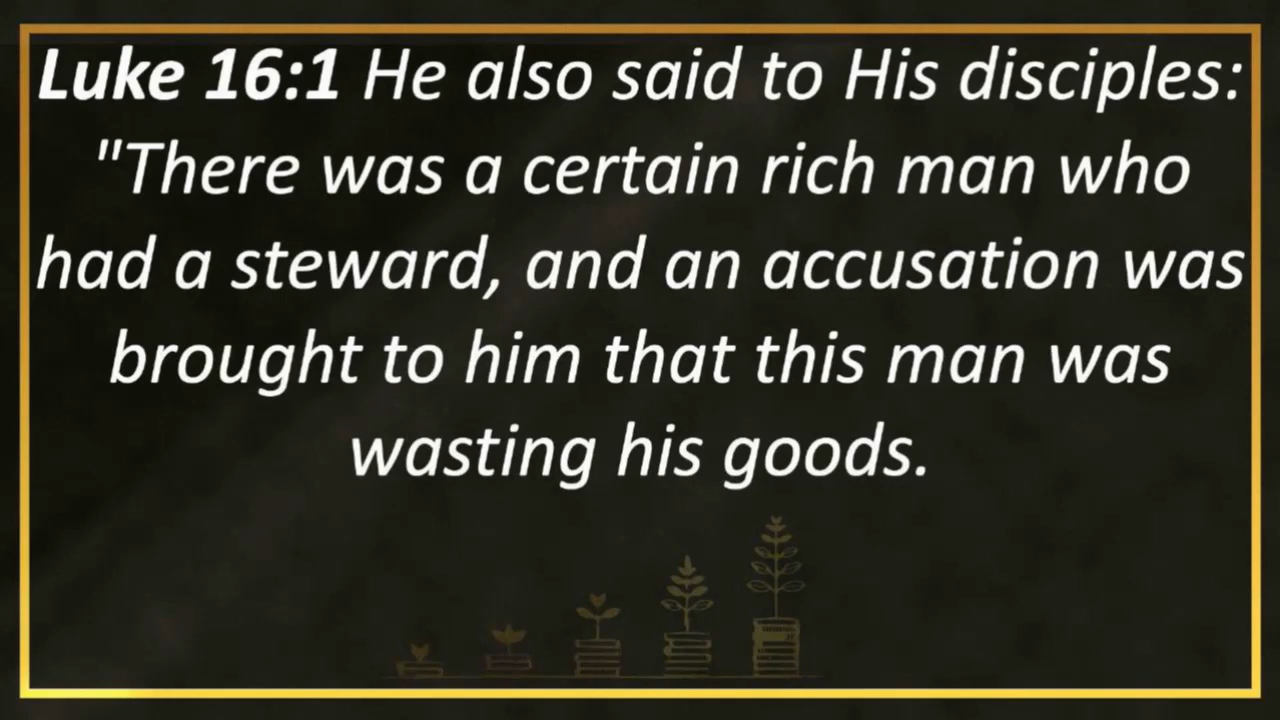 Luke 16:1 He also said to His disciples:
"There was a certain rich man who
had a steward, and an accusation was
brought to him that this man was
wasting his goods.